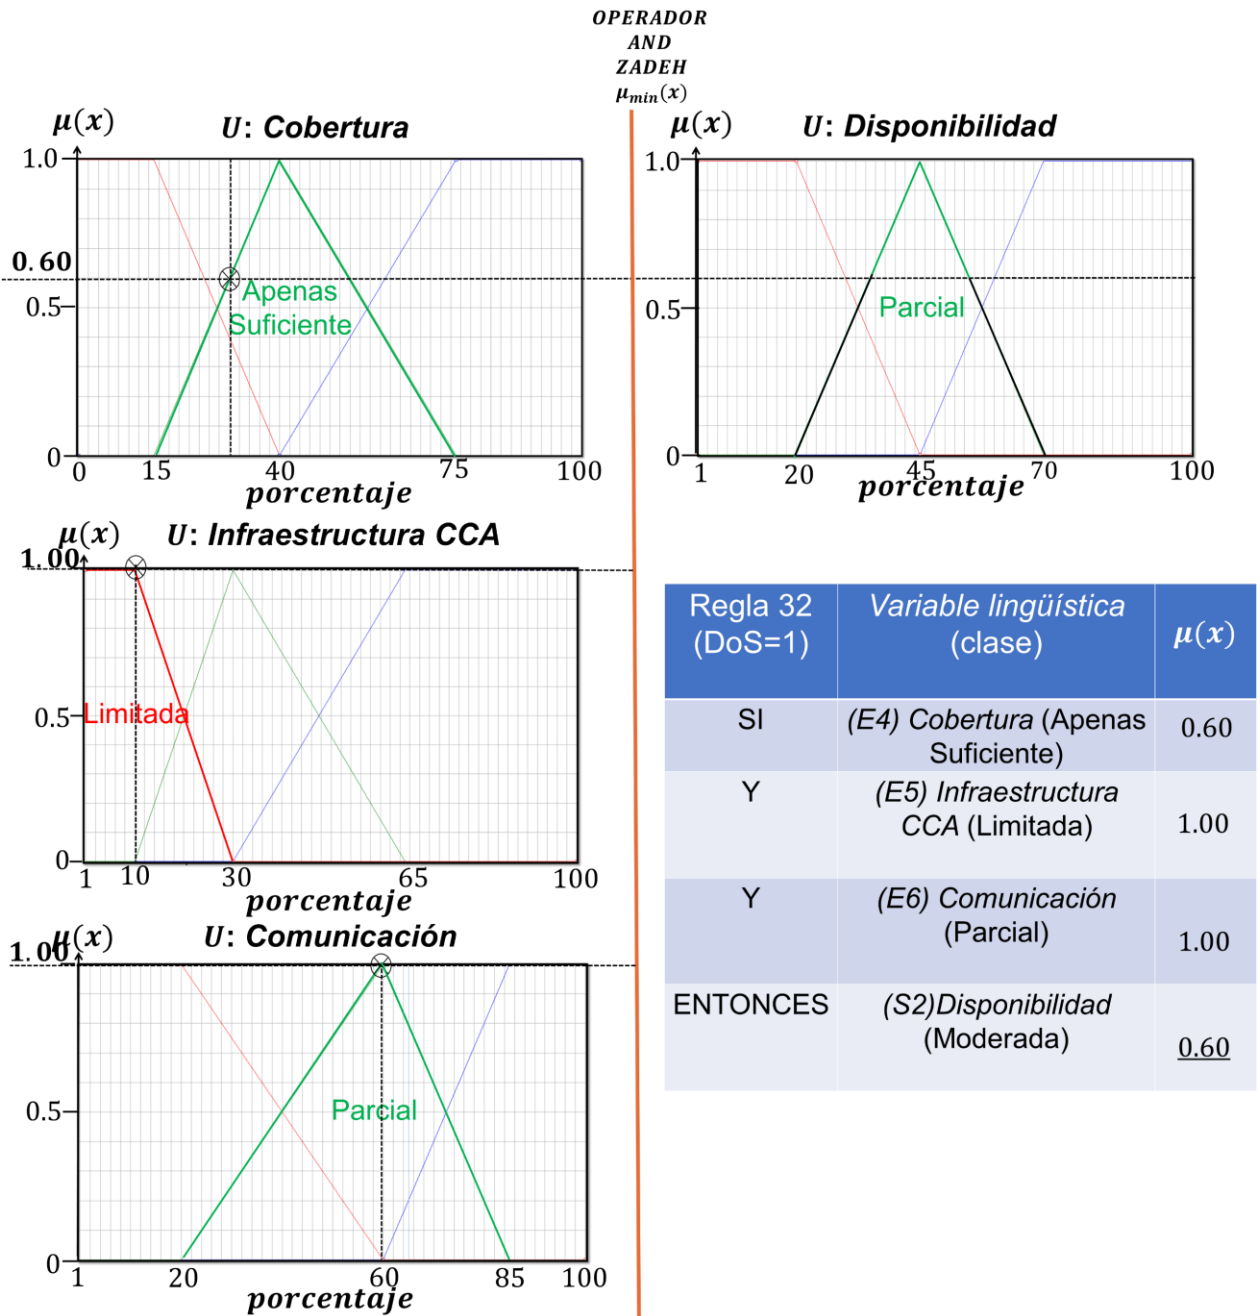 OPERADOR
AND
ZADEH
μmin(x)
μ(x)
U: Cobertura
1.0
0.60
0.5
0
Apenas
Suficiente
0
15
40
75
100
porcentaje
μ(x)
U: Disponibilidad
1.0
0.5
0
Parcial
1
20
45
70
100
porcentaje
μ(x)
U: Infraestructura CCA
1.00
0.5
0
Limitada
1
10
30
65
100
porcentaje
μ(x)
U: Comunicación
1.00
0.5
0
Parcial
1
20
60
85
100
porcentaje
Regla 32
(DoS=1)
Variable lingüística
(clase)
μ(x)
SI
(E4) Cobertura (Apenas
Suficiente)
0.60
Y
(E5) Infraestructura
CCA (Limitada)
1.00
Y
(E6) Comunicación
(Parcial)
1.00
ENTONCES
(S2)Disponibilidad
(Moderada)
0.60